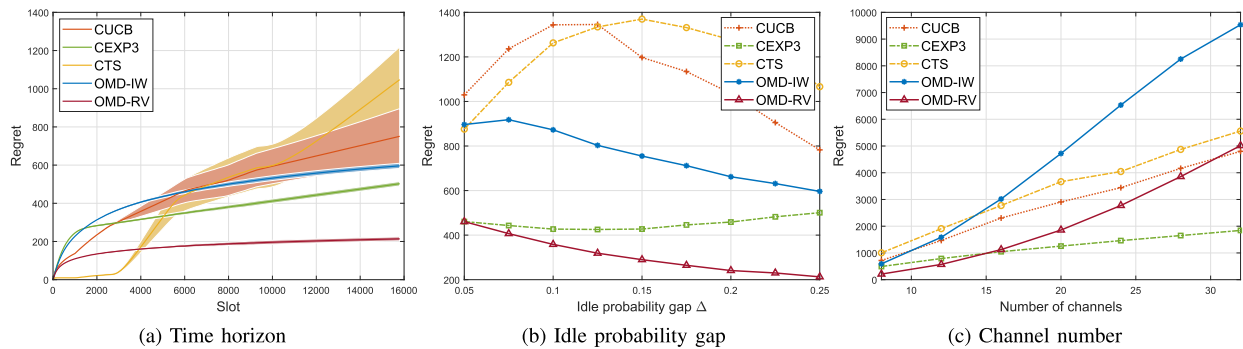 1400
1200
1000
800
600
400
200
0
0
2000
4000
6000
8000
10000
12000
14000
16000
Regret
Slot
CUCB
CEXP3
CTS
OMD-IW
OMD-RV
(a) Time horizon
1400
1200
1000
800
600
400
200
0.05
0.1
0.15
0.2
0.25
Regret
Idle probability gap Δ
CUCB
CEXP3
CTS
OMD-IW
OMD-RV
(b) Idle probability gap
10000
9000
8000
7000
6000
5000
4000
3000
2000
1000
0
10
15
20
25
30
Regret
Number of channels
CUCB
CEXP3
CTS
OMD-IW
OMD-RV
(c) Channel number